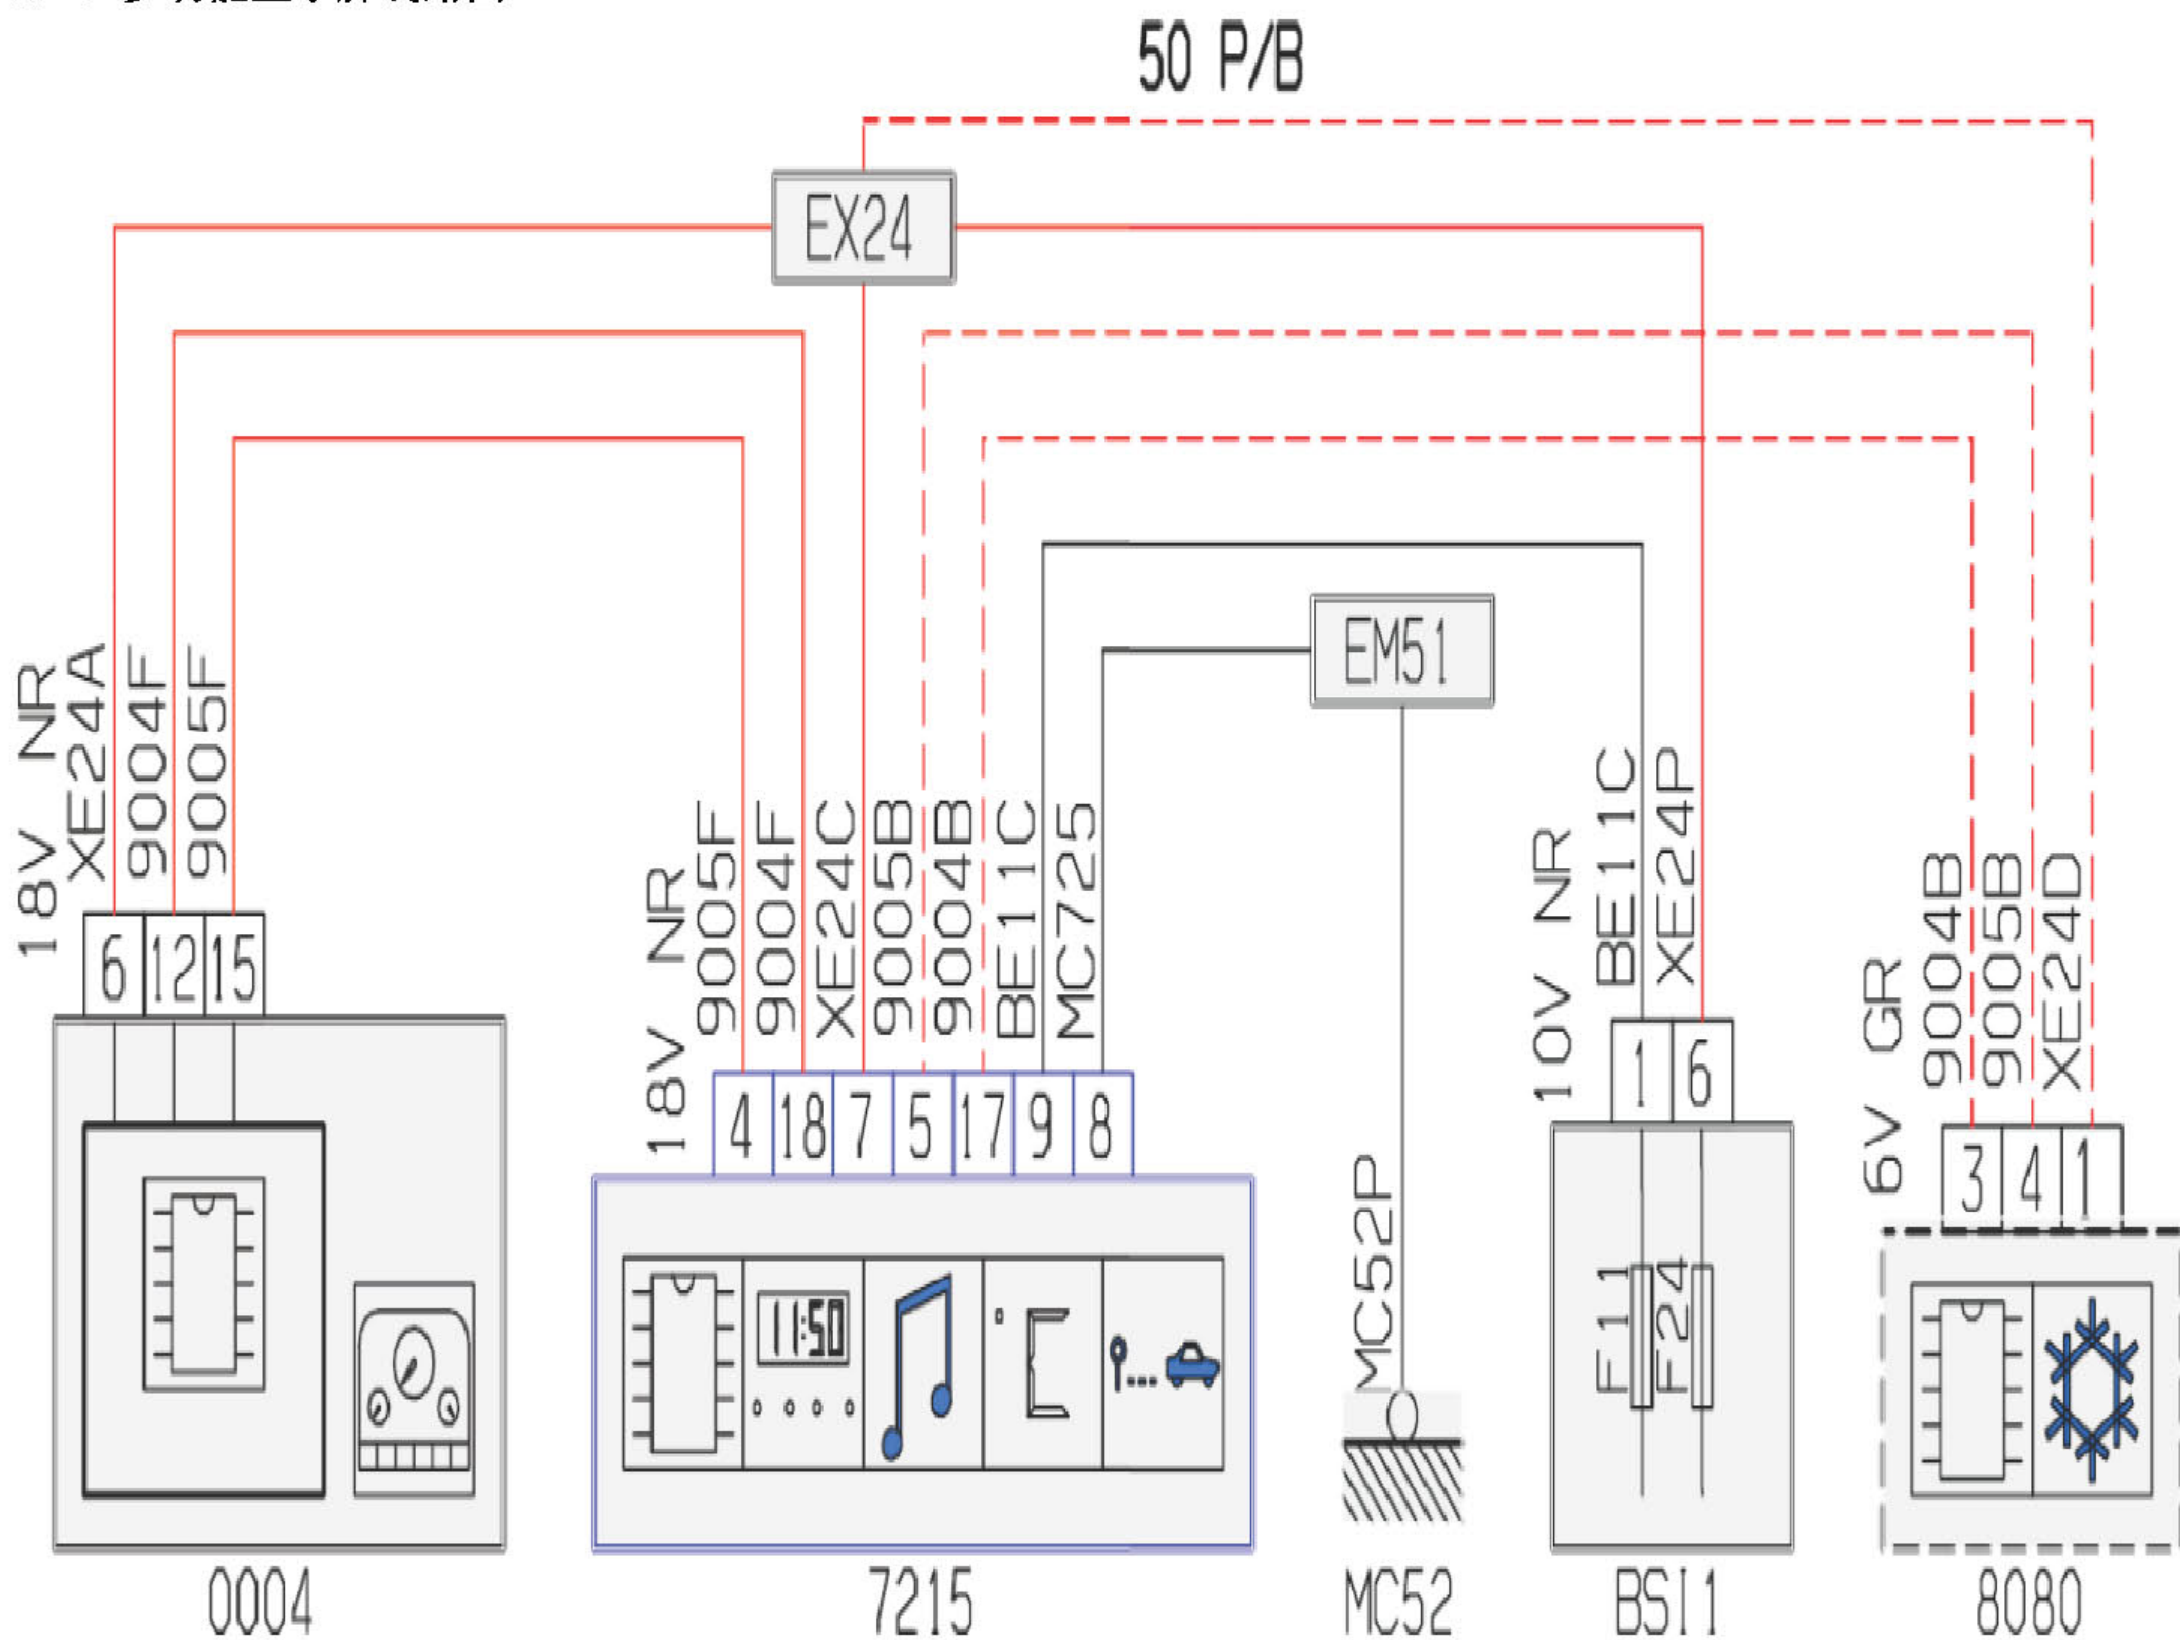 50 P/B
EX24
EM51
18V NR
XE24A
9004F
9005F
6 12 15
18V NR
9005F
9004F
XE24C
9005B
9004B
BE11C
MC725
4 18 7 5 17 9 8
11:50
°C
MC52P
10V NR
BE11C
XE24P
1 6
F11
F24
6V GR
9004B
9005B
XE24D
3 4 1
0004
7215
MC52
BSI1
8080